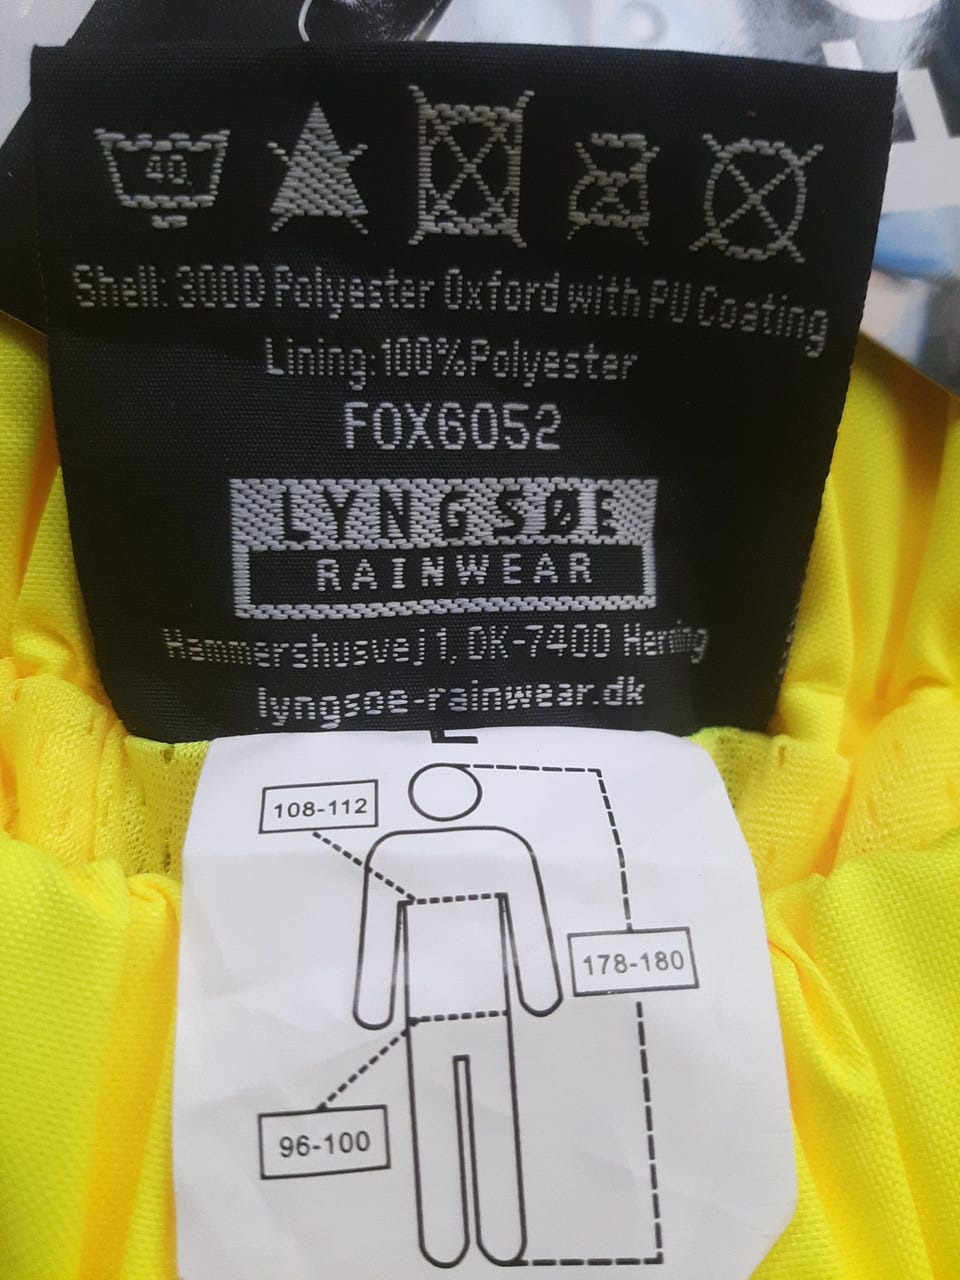 40
Shell: 300D Polyester Oxford with PU Coating
Lining:100%Polyester
FOX6052
LYNGSØE
RAINWEAR
Hammershusvej 1, DK-7400 Herning
lyngsoe-rainwear.dk
108-112
178-180
96-100